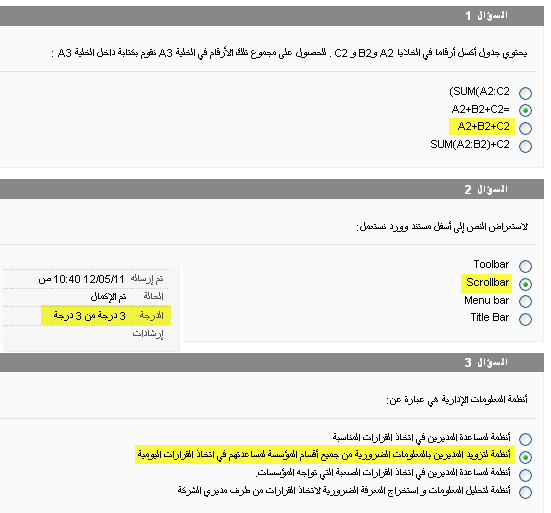 السؤال 1
يحتوي جدول أكسل أرقاما في الخلايا A2 وB2 و C2 . للحصول على مجموع تلك الأرقام في الخلية A3 نقوم بكتابة داخل الخلية A3 :
(SUM(A2:C2
A2+B2+C2=
A2+B2+C2
SUM(A2:B2)+C2
السؤال 2
لاستعراض النص إلى أسفل مستند وورد نستعمل:
Toolbar
Scrollbar
Menu bar
Title Bar
تم إرساله 12/05/11 10:40 ص
الحالة تم الإكمال
الدرجة 3 درجة من 3 درجة
إرشادات
السؤال 3
أنظمة المعلومات الإدارية هي عبارة عن:
أنظمة لمساعدة المديرين في اتخاذ القرارات المناسبة
أنظمة لتزويد المديرين بالمعلومات الضرورية من جميع أقسام المؤسسة لمساعدتهم في اتخاذ القرارات اليومية
أنظمة لمساعدة المديرين في اتخاذ القرارات الصعبة التي تواجه المؤسسات.
أنظمة لتحليل المعلومات و استخراج المعرفة الضرورية لاتخاذ القرارات من طرف مديري الشركة